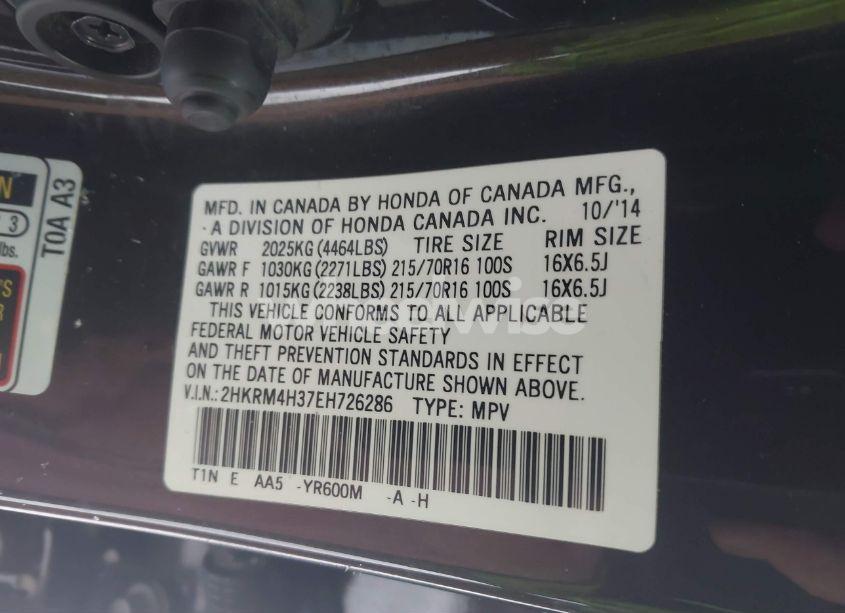 MFD. IN CANADA BY HONDA OF CANADA MFG.,
A DIVISION OF HONDA CANADA INC. 10/'14
GVWR 2025KG (4464LBS) TIRE SIZE RIM SIZE
GAWR F 1030KG (2271LBS) 215/70R16 100S 16X6.5J
GAWR R 1015KG (2238LBS) 215/70R16 100S 16X6.5J
THIS VEHICLE CONFORMS TO ALL APPLICABLE
FEDERAL MOTOR VEHICLE SAFETY
AND THEFT PREVENTION STANDARDS IN EFFECT
ON THE DATE OF MANUFACTURE SHOWN ABOVE.
V.I.N.: 2HKRM4H37EH726286 TYPE: MPV
T1N E AA5 -YR600M -A -H
T0A A3
N
3
lbs.
'S
R